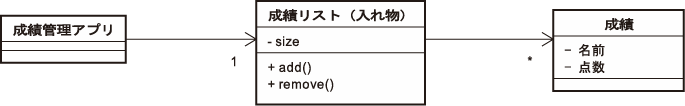 成績管理アプリ
1
成績リスト（入れ物）
- size
+ add()
+ remove()
*
成績
- 名前
- 点数